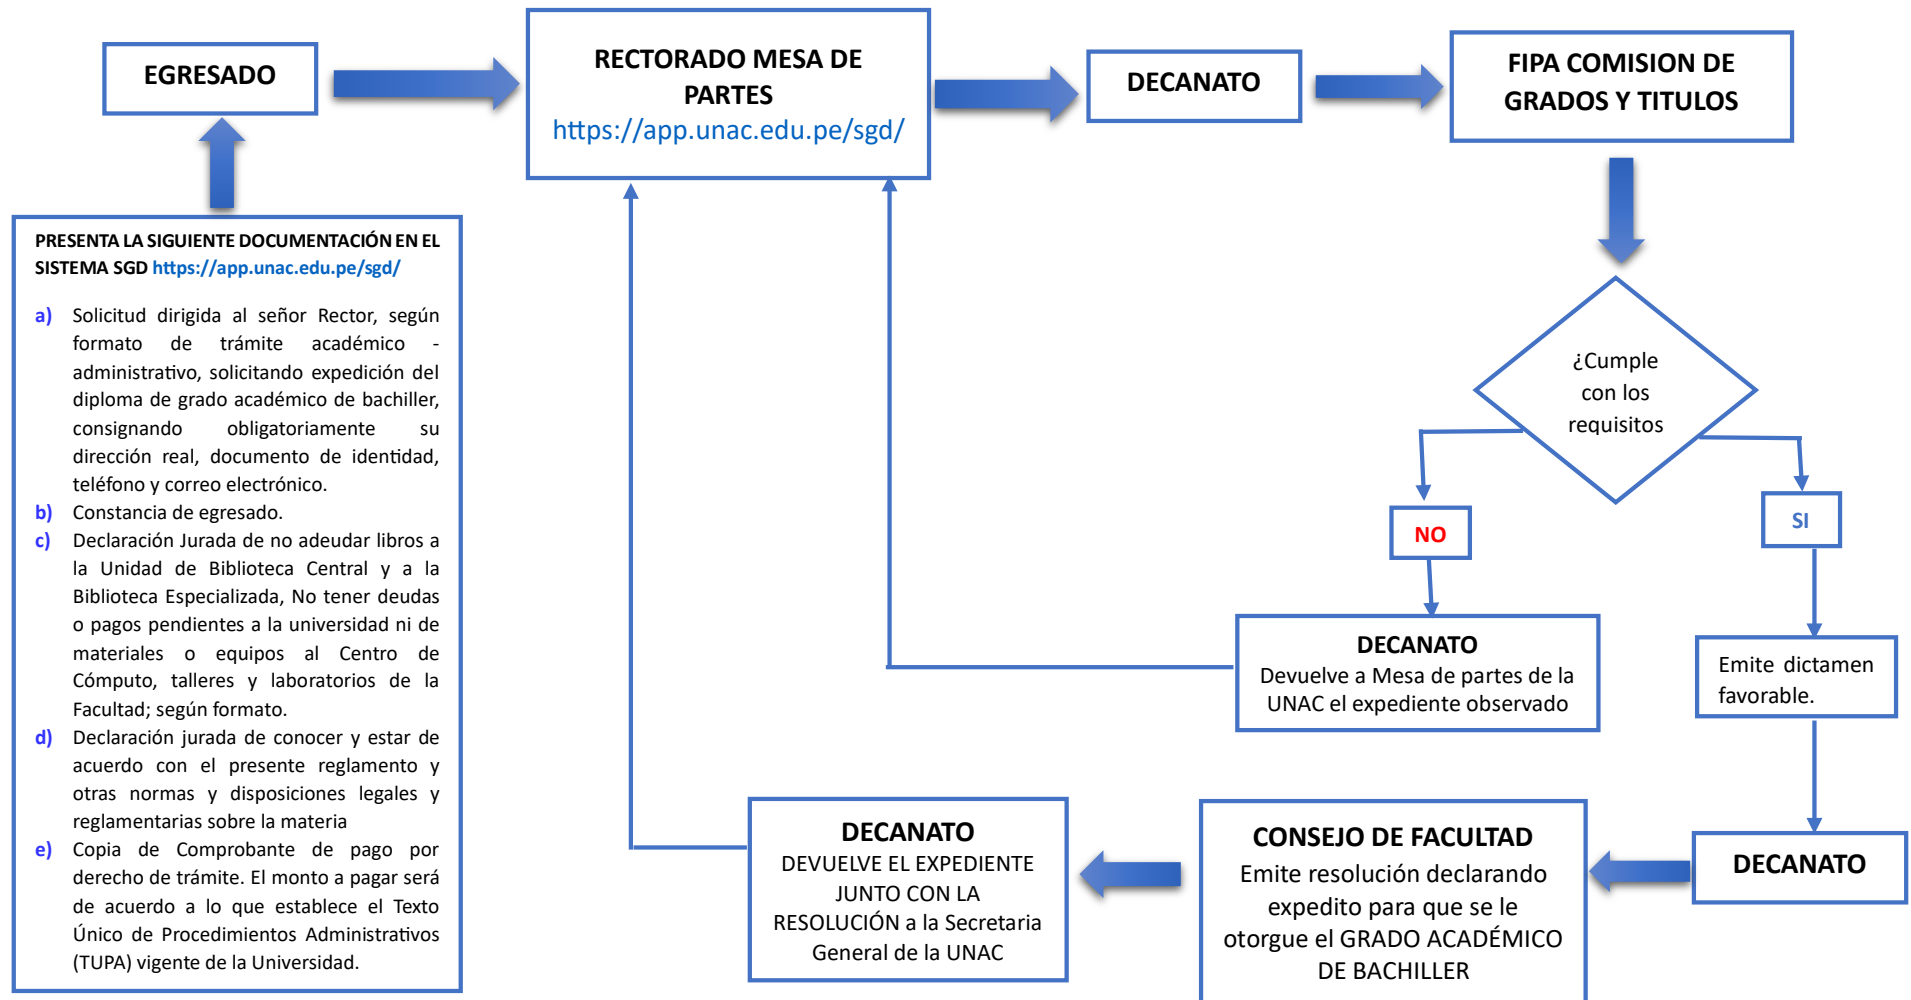 EGRESADO
RECTORADO MESA DE
PARTES
https://app.unac.edu.pe/sgd/
DECANATO
FIPA COMISION DE
GRADOS Y TITULOS
PRESENTA LA SIGUIENTE DOCUMENTACIÓN EN EL
SISTEMA SGD https://app.unac.edu.pe/sgd/
a) Solicitud dirigida al señor Rector, según
formato de trámite académico -
administrativo, solicitando expedición del
diploma de grado académico de bachiller,
consignando obligatoriamente su
dirección real, documento de identidad,
teléfono y correo electrónico.
b) Constancia de egresado.
c) Declaración Jurada de no adeudar libros a
la Unidad de Biblioteca Central y a la
Biblioteca Especializada, No tener deudas
o pagos pendientes a la universidad ni de
materiales o equipos al Centro de
Cómputo, talleres y laboratorios de la
Facultad; según formato.
d) Declaración jurada de conocer y estar de
acuerdo con el presente reglamento y
otras normas y disposiciones legales y
reglamentarias sobre la materia
e) Copia de Comprobante de pago por
derecho de trámite. El monto a pagar será
de acuerdo a lo que establece el Texto
Único de Procedimientos Administrativos
(TUPA) vigente de la Universidad.
¿Cumple
con los
requisitos
NO
SI
DECANATO
Devuelve a Mesa de partes de la
UNAC el expediente observado
Emite dictamen
favorable.
DECANATO
CONSEJO DE FACULTAD
Emite resolución declarando
expedito para que se le
otorgue el GRADO ACADÉMICO
DE BACHILLER
DECANATO
DEVUELVE EL EXPEDIENTE
JUNTO CON LA
RESOLUCIÓN a la Secretaria
General de la UNAC